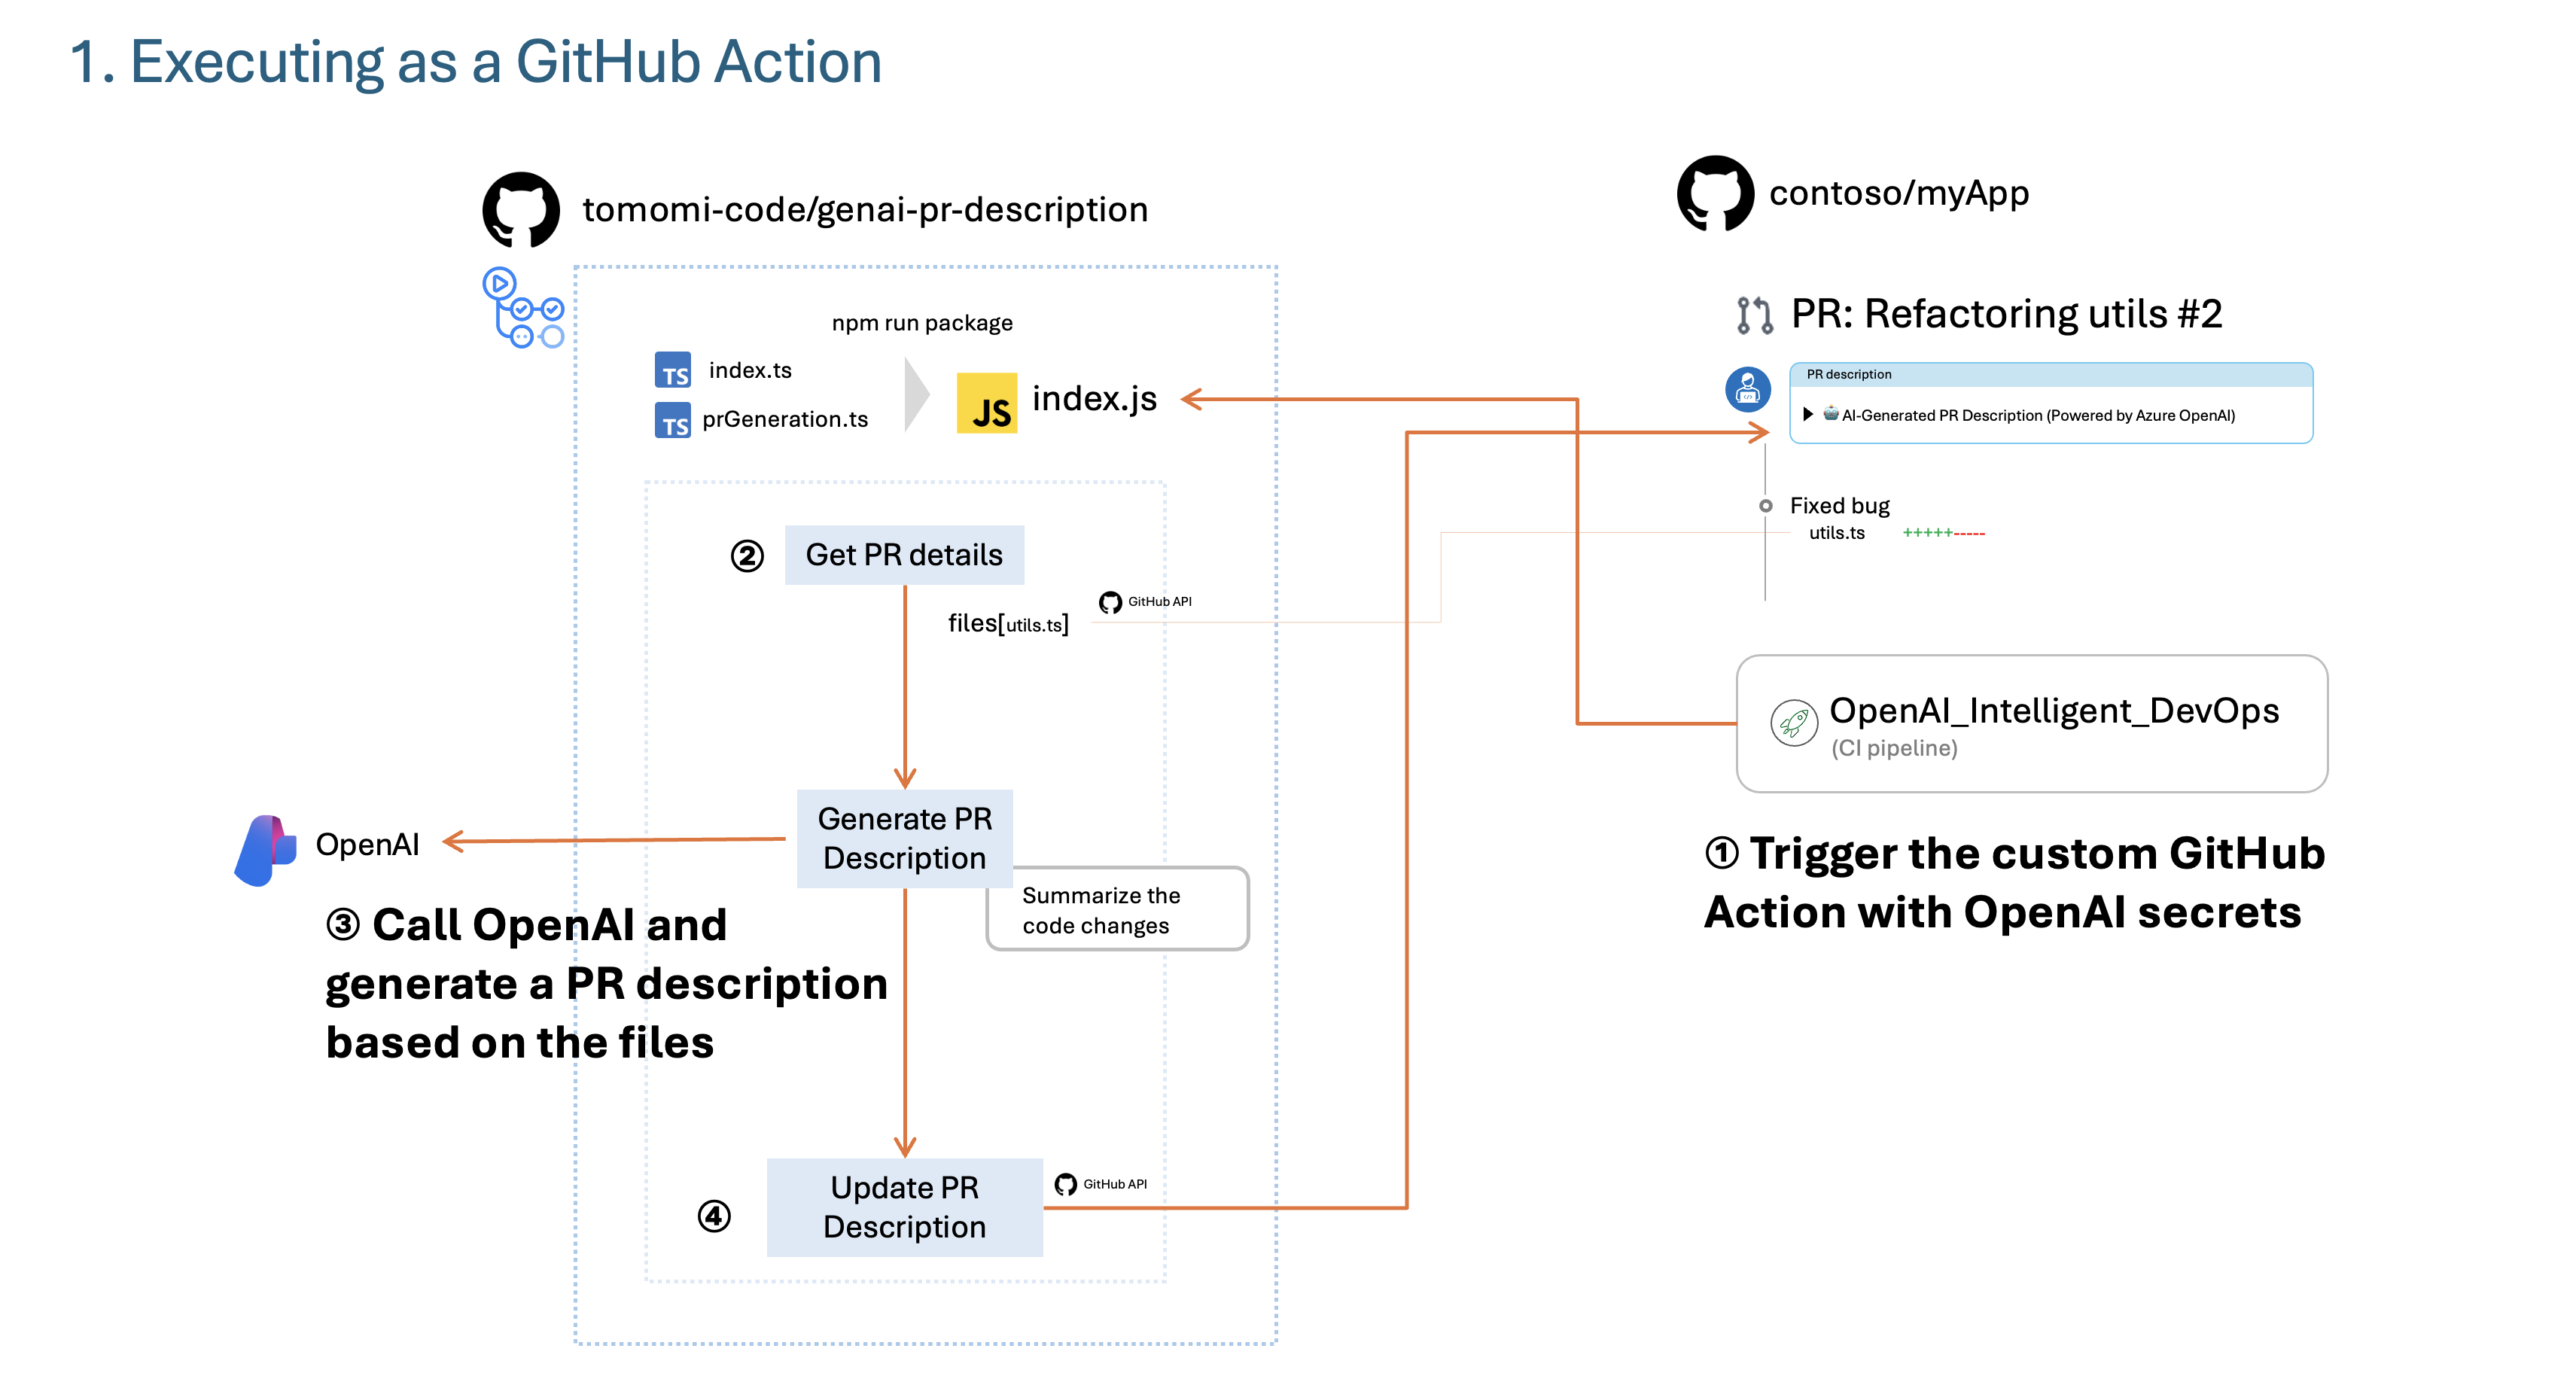 1. Executing as a GitHub Action
tomomi-code/genai-pr-description
npm run package
TS index.ts
TS prGeneration.ts
JS index.js
② Get PR details
files[utils.ts]
GitHub API
Generate PR
Description
Summarize the
code changes
OpenAI
③ Call OpenAI and
generate a PR description
based on the files
④
Update PR
Description
GitHub API
contoso/myApp
PR: Refactoring utils #2
PR description
AI-Generated PR Description (Powered by Azure OpenAI)
Fixed bug
utils.ts +++++-----
OpenAI_Intelligent_DevOps
(CI pipeline)
① Trigger the custom GitHub
Action with OpenAI secrets